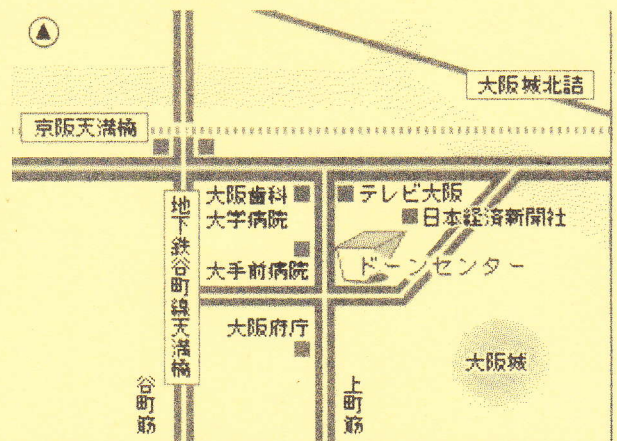 大阪城北詰
京阪天満橋
大阪歯科
大学病院
テレビ大阪
日本経済新聞社
大手前病院
ドーンセンター
地下鉄谷町線天満橋
大阪府庁
大阪城
谷町筋
上町筋